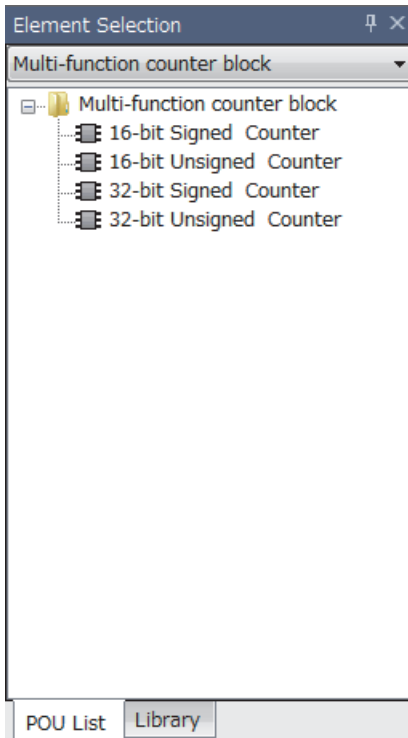 Element Selection
Multi-function counter block
Multi-function counter block
16-bit Signed Counter
16-bit Unsigned Counter
32-bit Signed Counter
32-bit Unsigned Counter
POU List Library